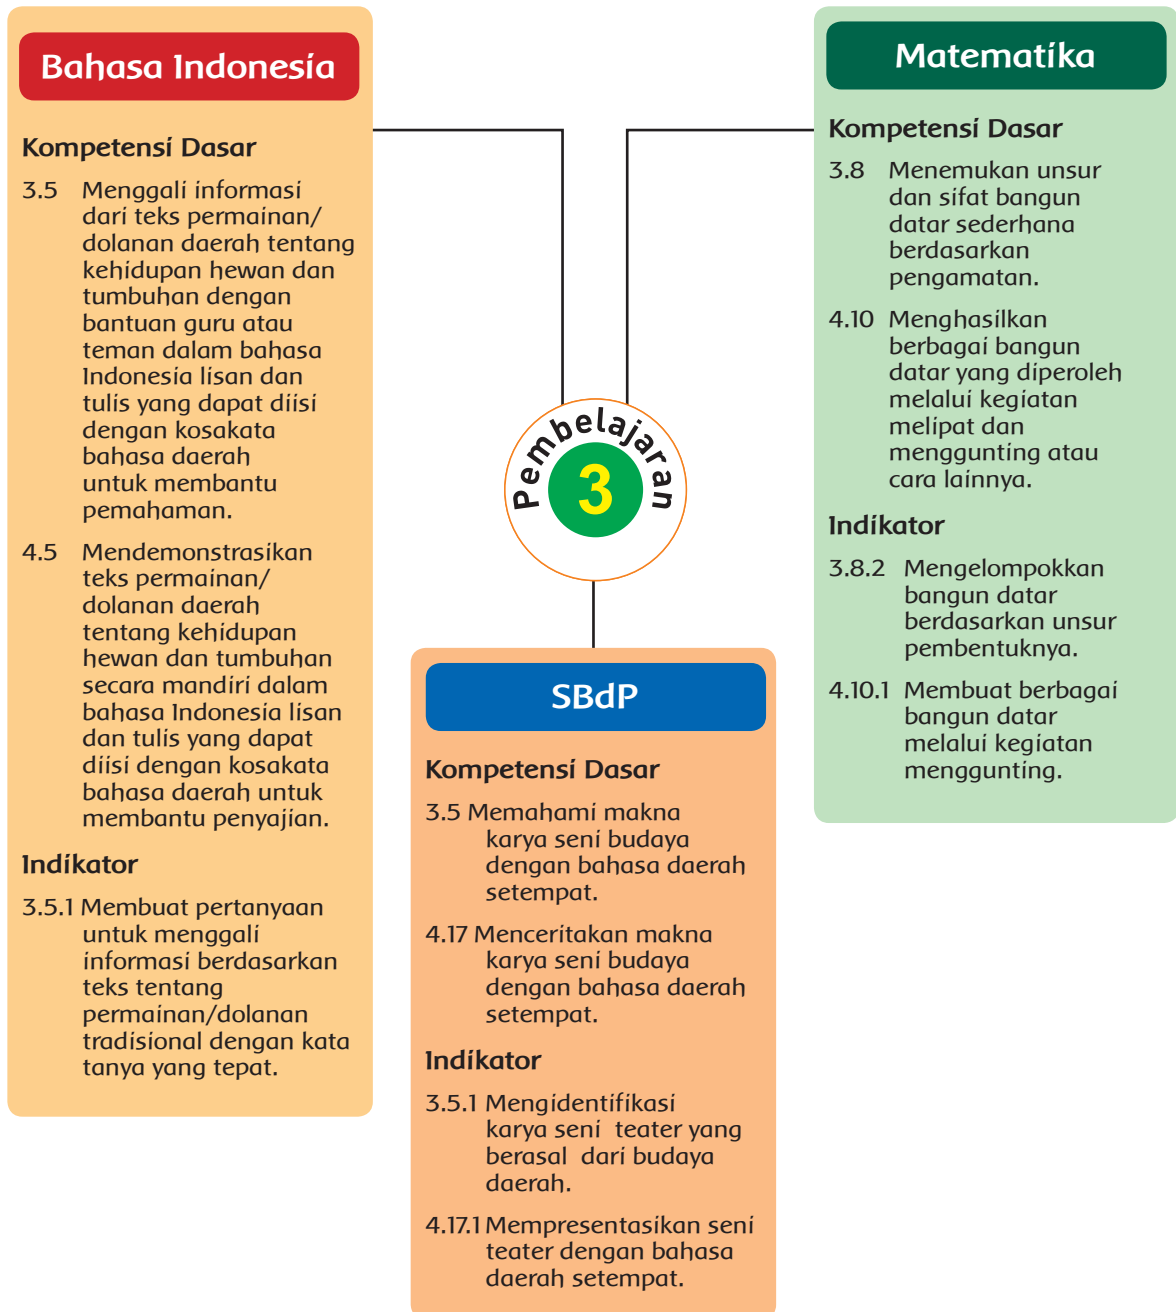 Bahasa Indonesia
Kompetensi Dasar
3.5 Menggali informasi
dari teks permainan/
dolanan daerah tentang
kehidupan hewan dan
tumbuhan dengan
bantuan guru atau
teman dalam bahasa
Indonesia lisan dan
tulis yang dapat diisi
dengan kosakata
bahasa daerah
untuk membantu
pemahaman.
4.5 Mendemonstrasikan
teks permainan/
dolanan daerah
tentang kehidupan
hewan dan tumbuhan
secara mandiri dalam
bahasa Indonesia lisan
dan tulis yang dapat
diisi dengan kosakata
bahasa daerah untuk
membantu penyajian.
Indikator
3.5.1 Membuat pertanyaan
untuk menggali
informasi berdasarkan
teks tentang
permainan/dolanan
tradisional dengan kata
tanya yang tepat.
Pembelajaran
3
Matematika
Kompetensi Dasar
3.8 Menemukan unsur
dan sifat bangun
datar sederhana
berdasarkan
pengamatan.
4.10 Menghasilkan
berbagai bangun
datar yang diperoleh
melalui kegiatan
melipat dan
menggunting atau
cara lainnya.
Indikator
3.8.2 Mengelompokkan
bangun datar
berdasarkan unsur
pembentuknya.
4.10.1 Membuat berbagai
bangun datar
melalui kegiatan
menggunting.
SBdP
Kompetensi Dasar
3.5 Memahami makna
karya seni budaya
dengan bahasa daerah
setempat.
4.17 Menceritakan makna
karya seni budaya
dengan bahasa daerah
setempat.
Indikator
3.5.1 Mengidentifikasi
karya seni teater yang
berasal dari budaya
daerah.
4.17.1 Mempresentasikan seni
teater dengan bahasa
daerah setempat.